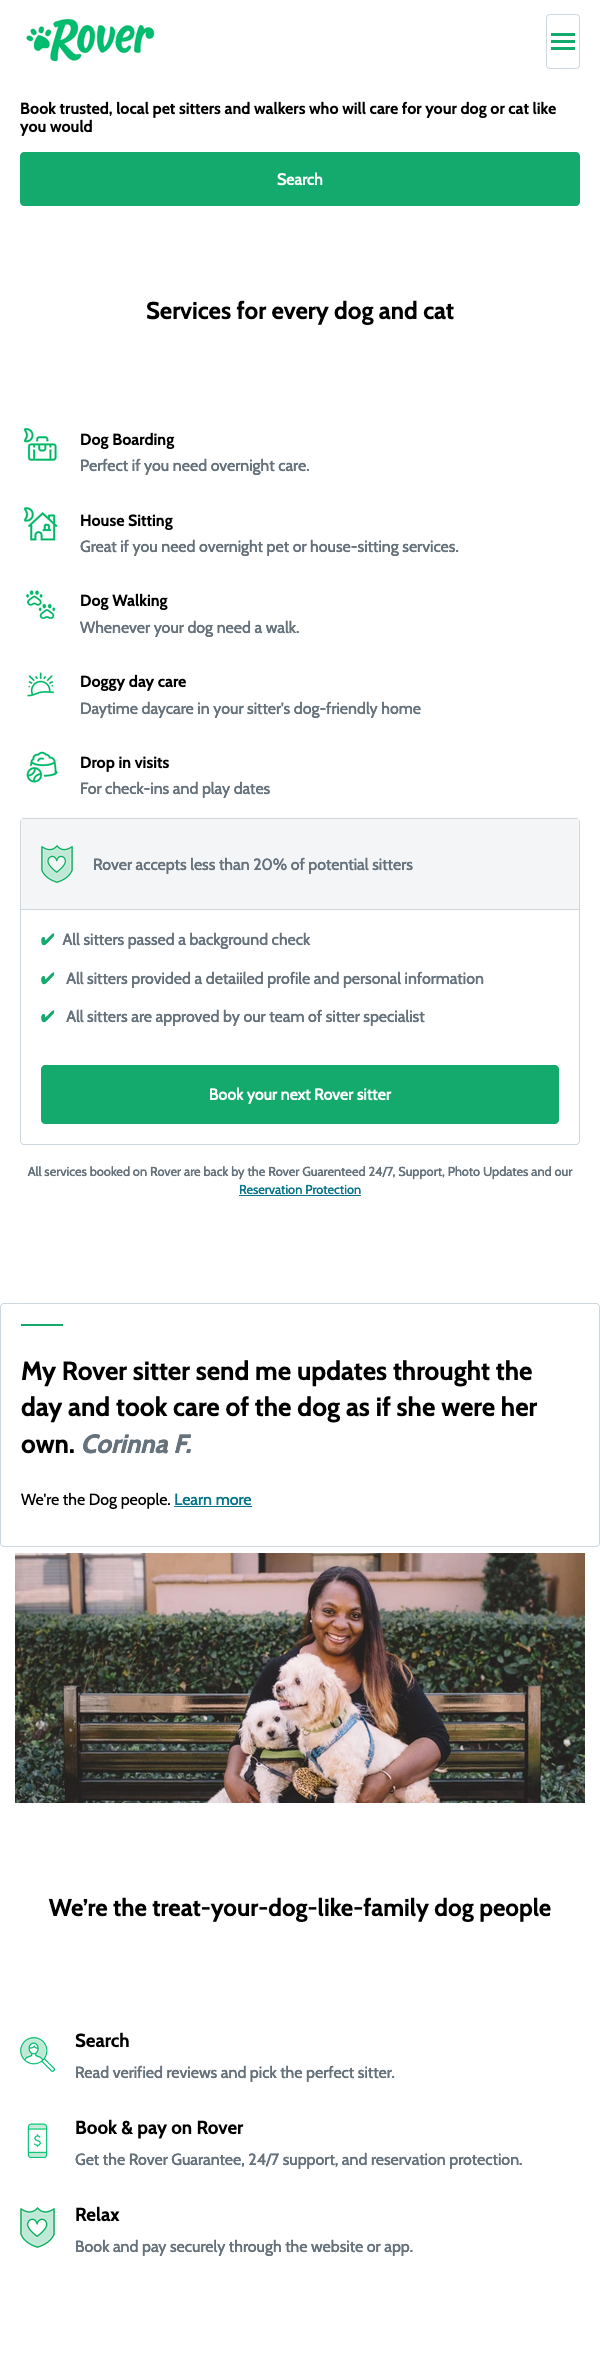 Rover
Book trusted, local pet sitters and walkers who will care for your dog or cat like
you would
Search
Services for every dog and cat
Dog Boarding
Perfect if you need overnight care.
House Sitting
Great if you need overnight pet or house-sitting services.
Dog Walking
Whenever your dog need a walk.
Doggy day care
Daytime daycare in your sitter's dog-friendly home
Drop in visits
For check-ins and play dates
Rover accepts less than 20% of potential sitters
✔ All sitters passed a background check
✔ All sitters provided a detaiiled profile and personal information
✔ All sitters are approved by our team of sitter specialist
Book your next Rover sitter
All services booked on Rover are back by the Rover Guarenteed 24/7, Support, Photo Updates and our
Reservation Protection
My Rover sitter send me updates throught the
day and took care of the dog as if she were her
own. Corinna F.
We're the Dog people. Learn more
We're the treat-your-dog-like-family dog people
Search
Read verified reviews and pick the perfect sitter.
$
Book & pay on Rover
Get the Rover Guarantee, 24/7 support, and reservation protection.
Relax
Book and pay securely through the website or app.